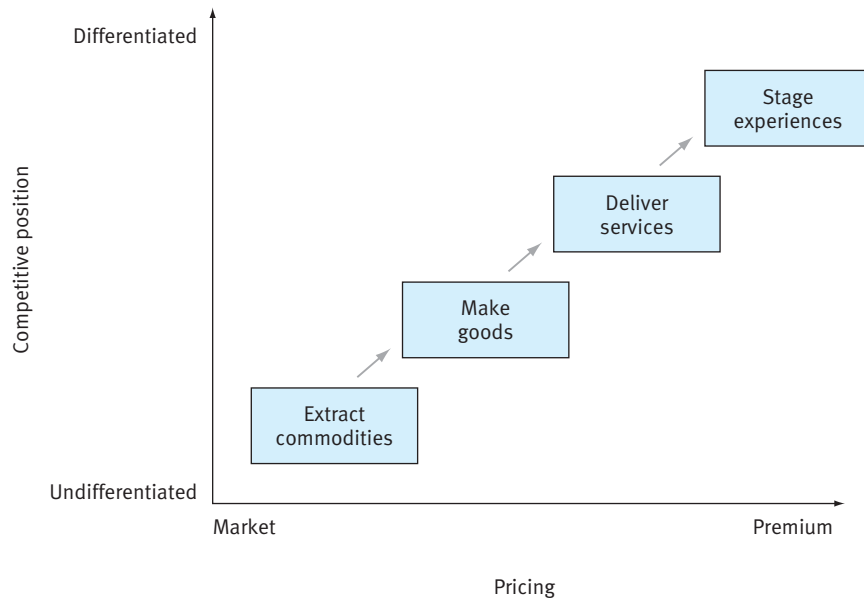 Differentiated
Stage
experiences
Deliver
services
Competitive position
Make
goods
Extract
commodities
Undifferentiated
Market
Premium
Pricing